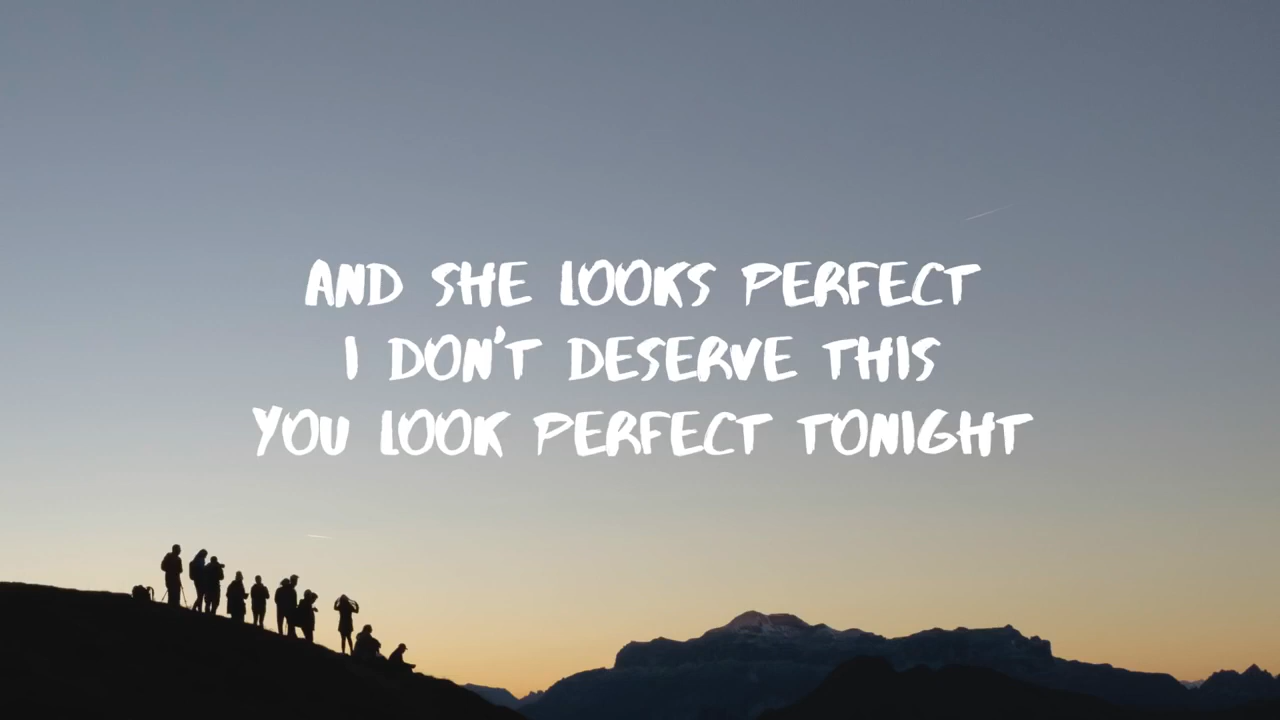 AND SHE LOOKS PERFECT
I DON'T DESERVE THIS
YOU LOOK PERFECT TONIGHT